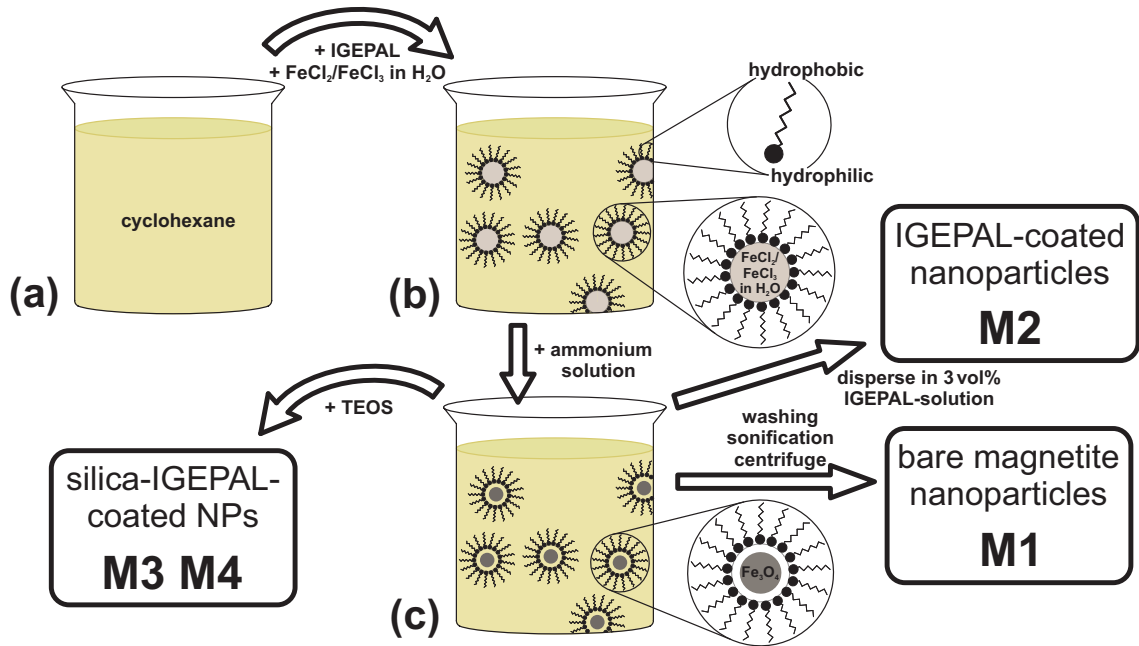 + IGEPAL
+ FeCl₂/FeCl₃ in H₂O
cyclohexane
(a)
hydrophobic
hydrophilic
FeCl₂/
FeCl₃
in H₂O
(b)
IGEPAL-coated
nanoparticles
M2
+ ammonium
solution
disperse in 3 vol%
IGEPAL-solution
+ TEOS
washing
sonification
centrifuge
silica-IGEPAL-
coated NPs
M3 M4
bare magnetite
nanoparticles
M1
Fe₃O₄
(c)